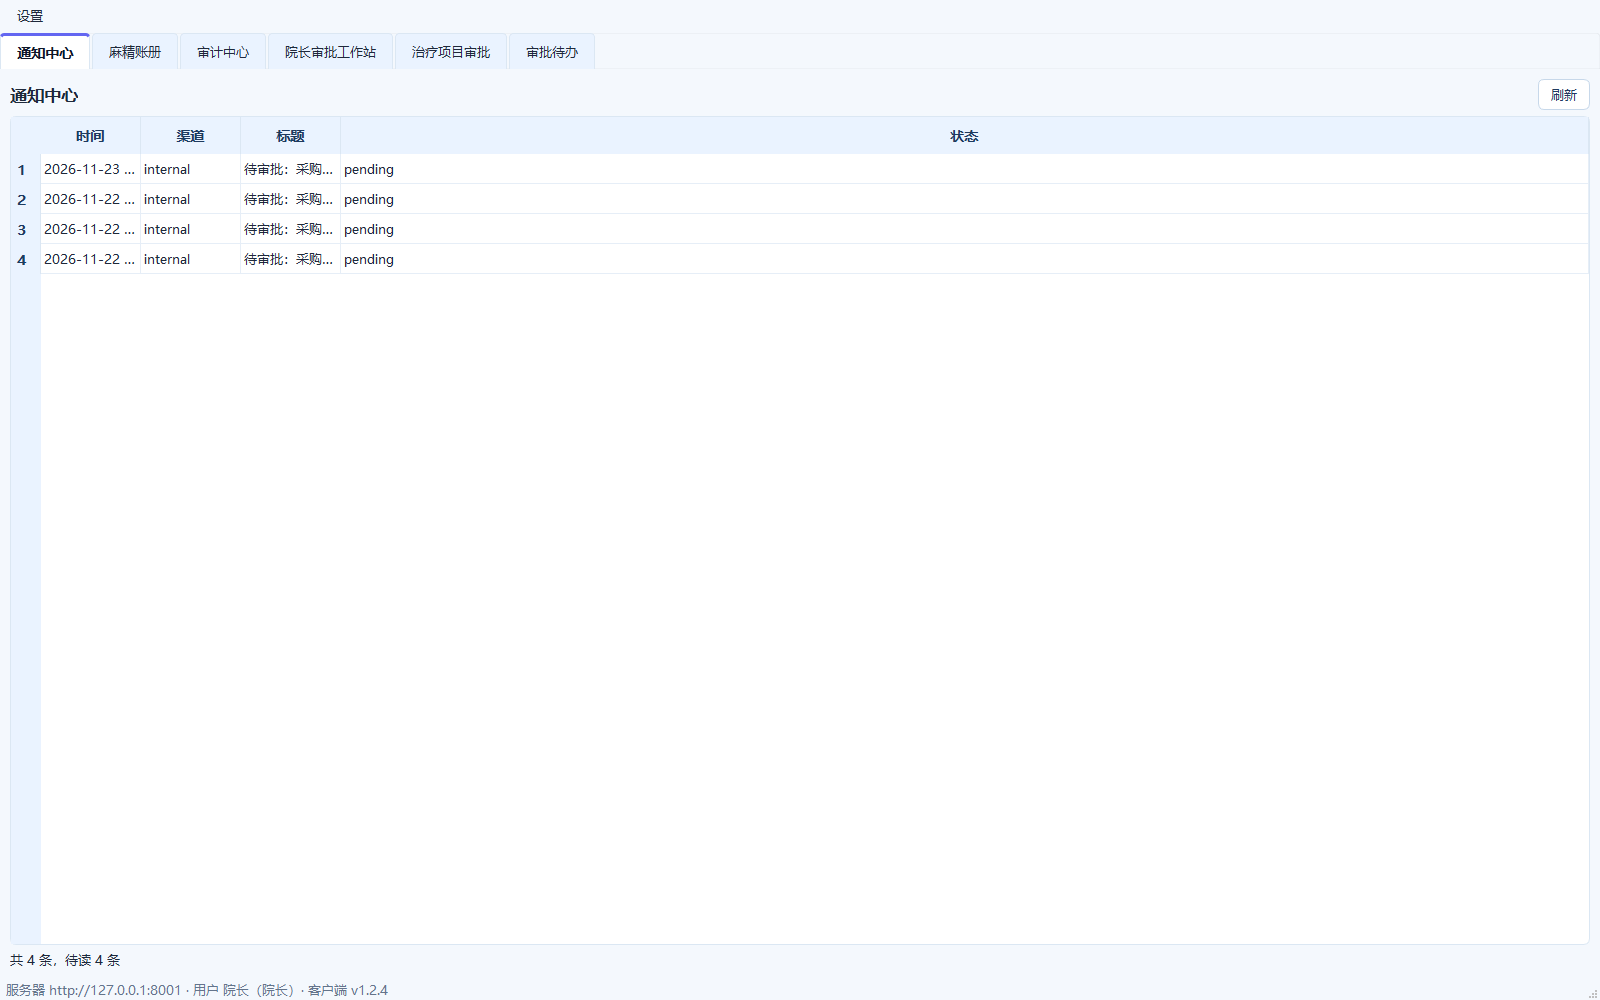 设置
通知中心 麻精账册 审计中心 院长审批工作站 治疗项目审批 审批待办
通知中心 刷新
时间 渠道 标题 状态
1 2026-11-23 ... internal 待审批：采购... pending
2 2026-11-22 ... internal 待审批：采购... pending
3 2026-11-22 ... internal 待审批：采购... pending
4 2026-11-22 ... internal 待审批：采购... pending
共 4 条，待读 4 条
服务器 http://127.0.0.1:8001 · 用户 院长（院长）· 客户端 v1.2.4